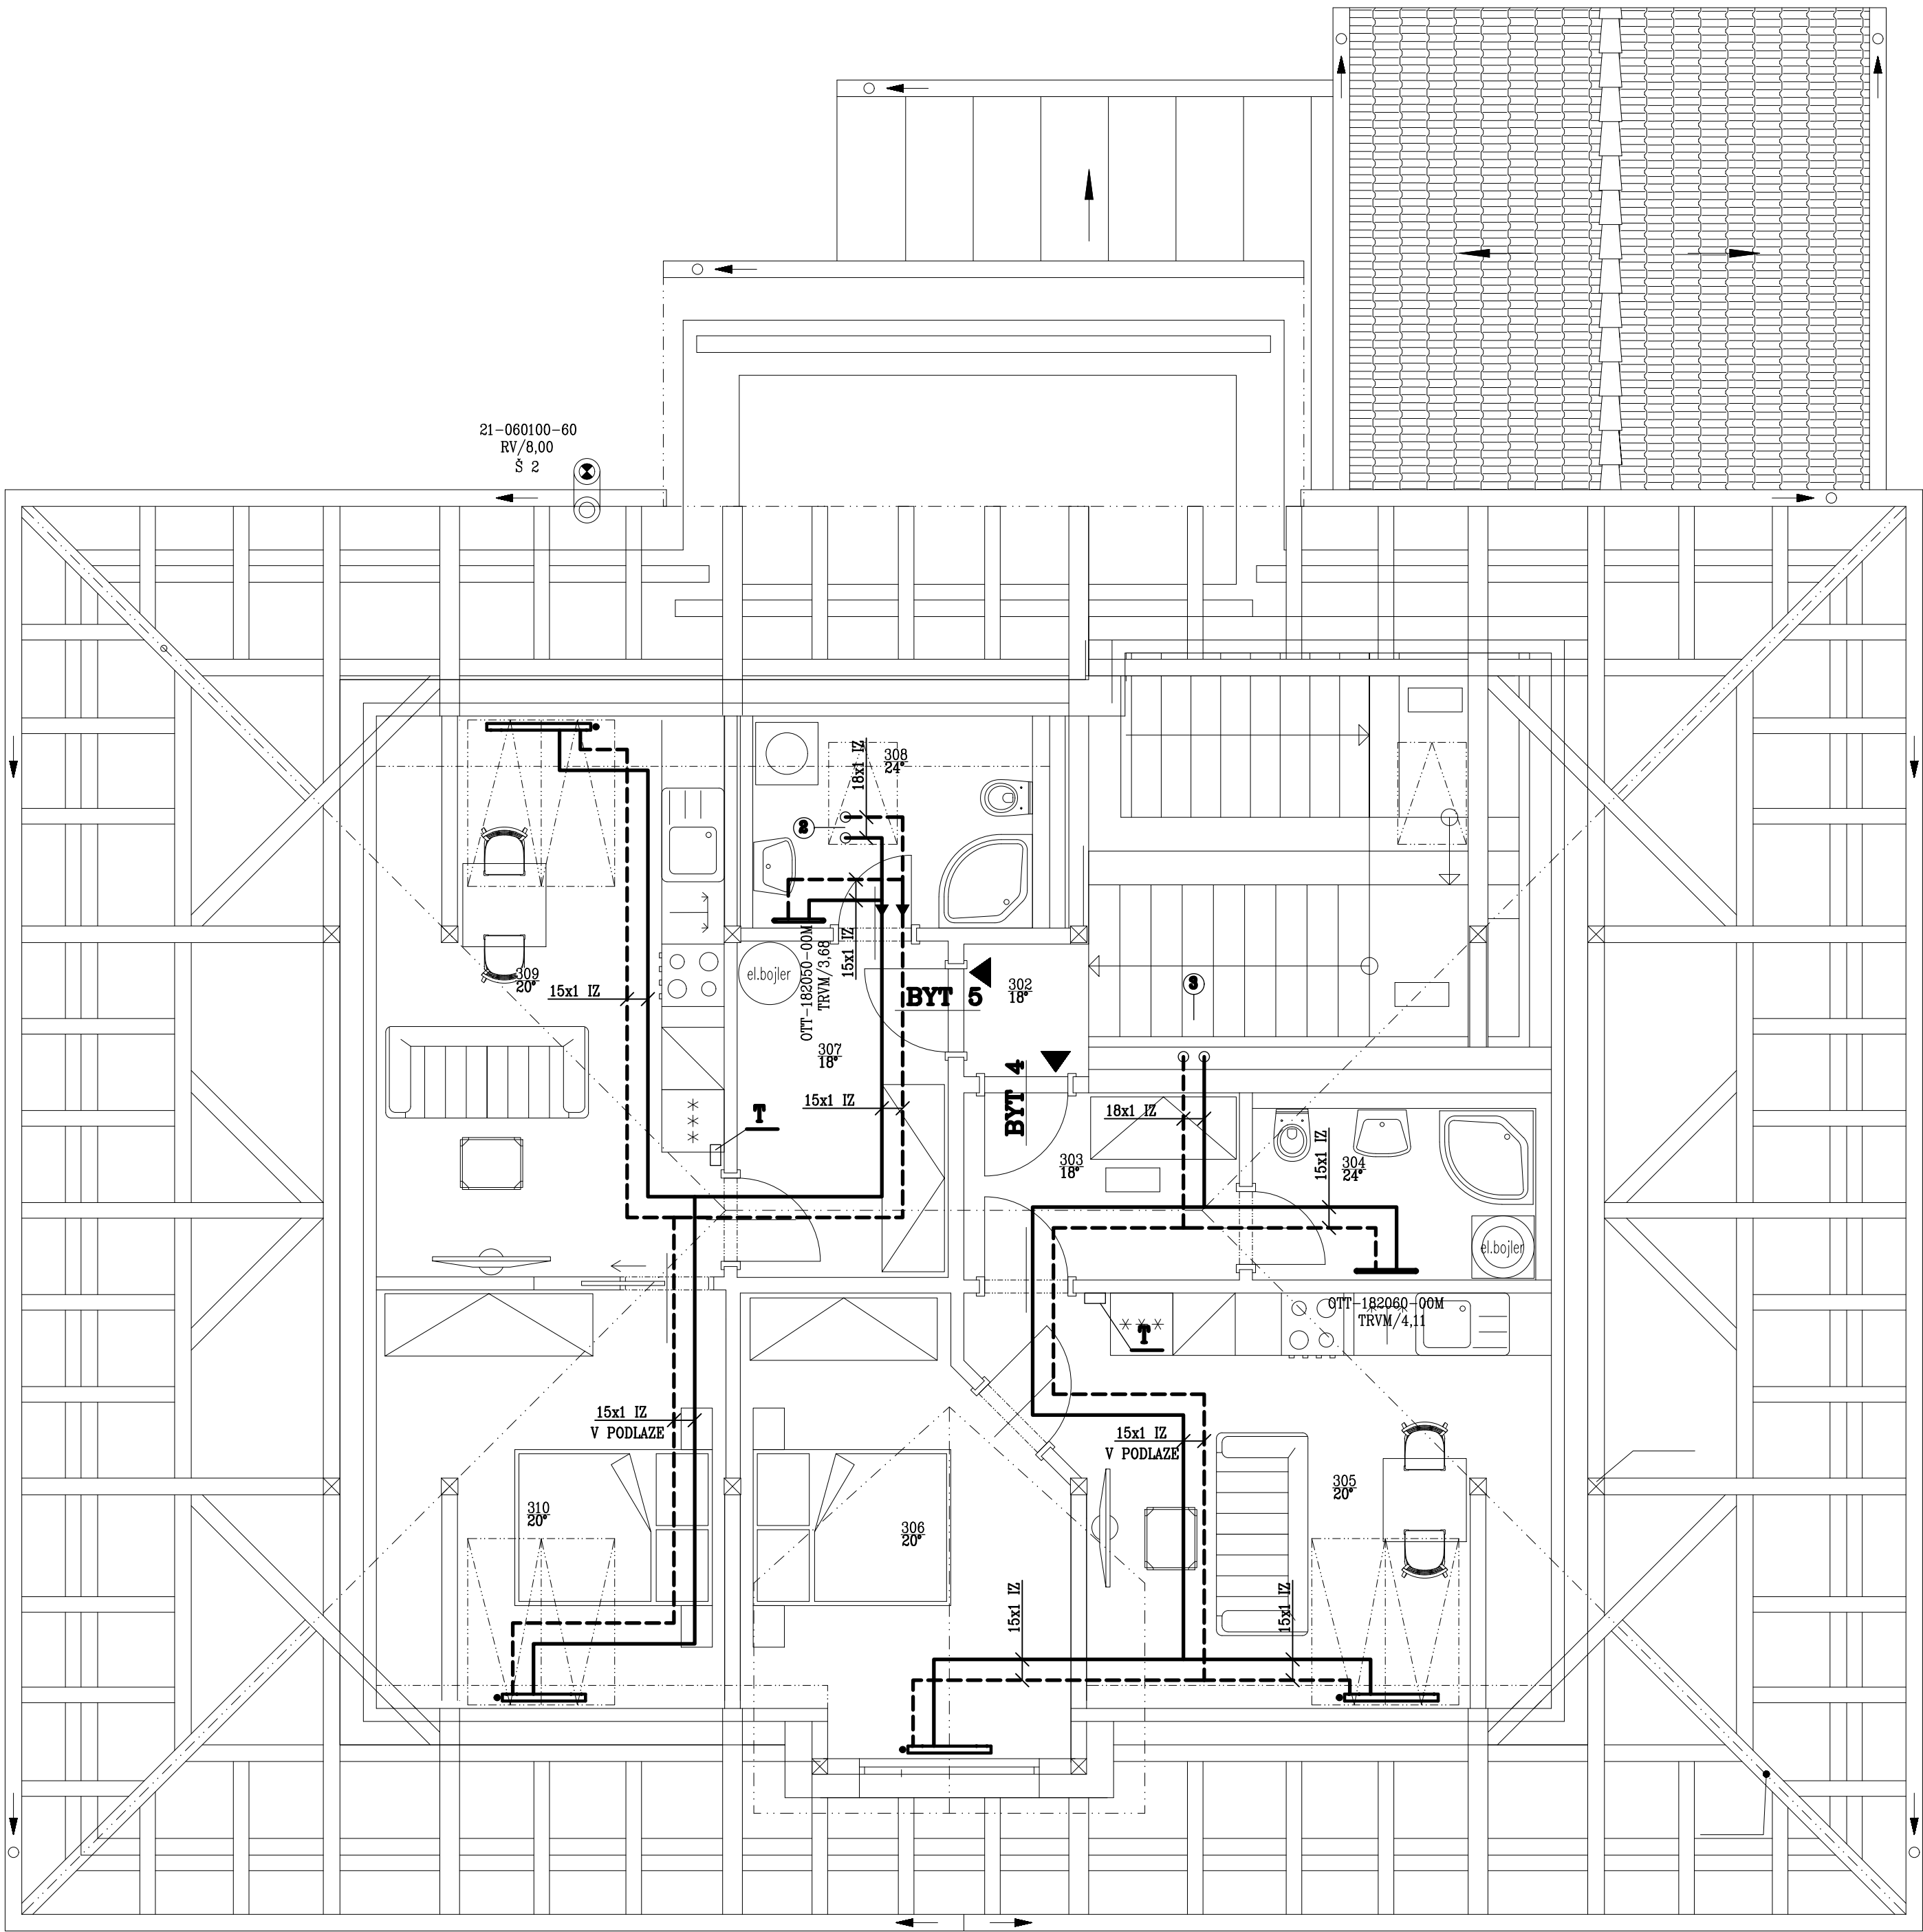 21-060100-60
RV/8,00
Š 2
18x1 IZ
308
24°
2
15x1 IZ
OTT-182050-00M
TRVM/3,68
el.bojler
309
20°
15x1 IZ
BYT 5
302
18°
3
307
18°
15x1 IZ
T
BYT 4
18x1 IZ
303
18°
15x1 IZ
304
24°
el.bojler
OTT-182060-00M
TRVM/4,11
T
15x1 IZ
V PODLAZE
15x1 IZ
V PODLAZE
305
20°
310
20°
306
20°
15x1 IZ
15x1 IZ